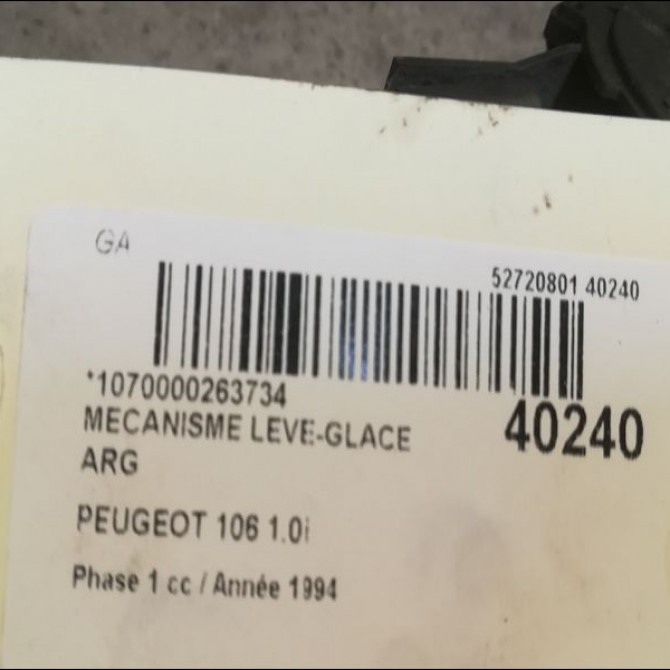 GA
52720801 40240
*1070000263734
40240
MECANISME LEVE-GLACE
ARG
PEUGEOT 106 1.0i
Phase 1 cc / Année 1994